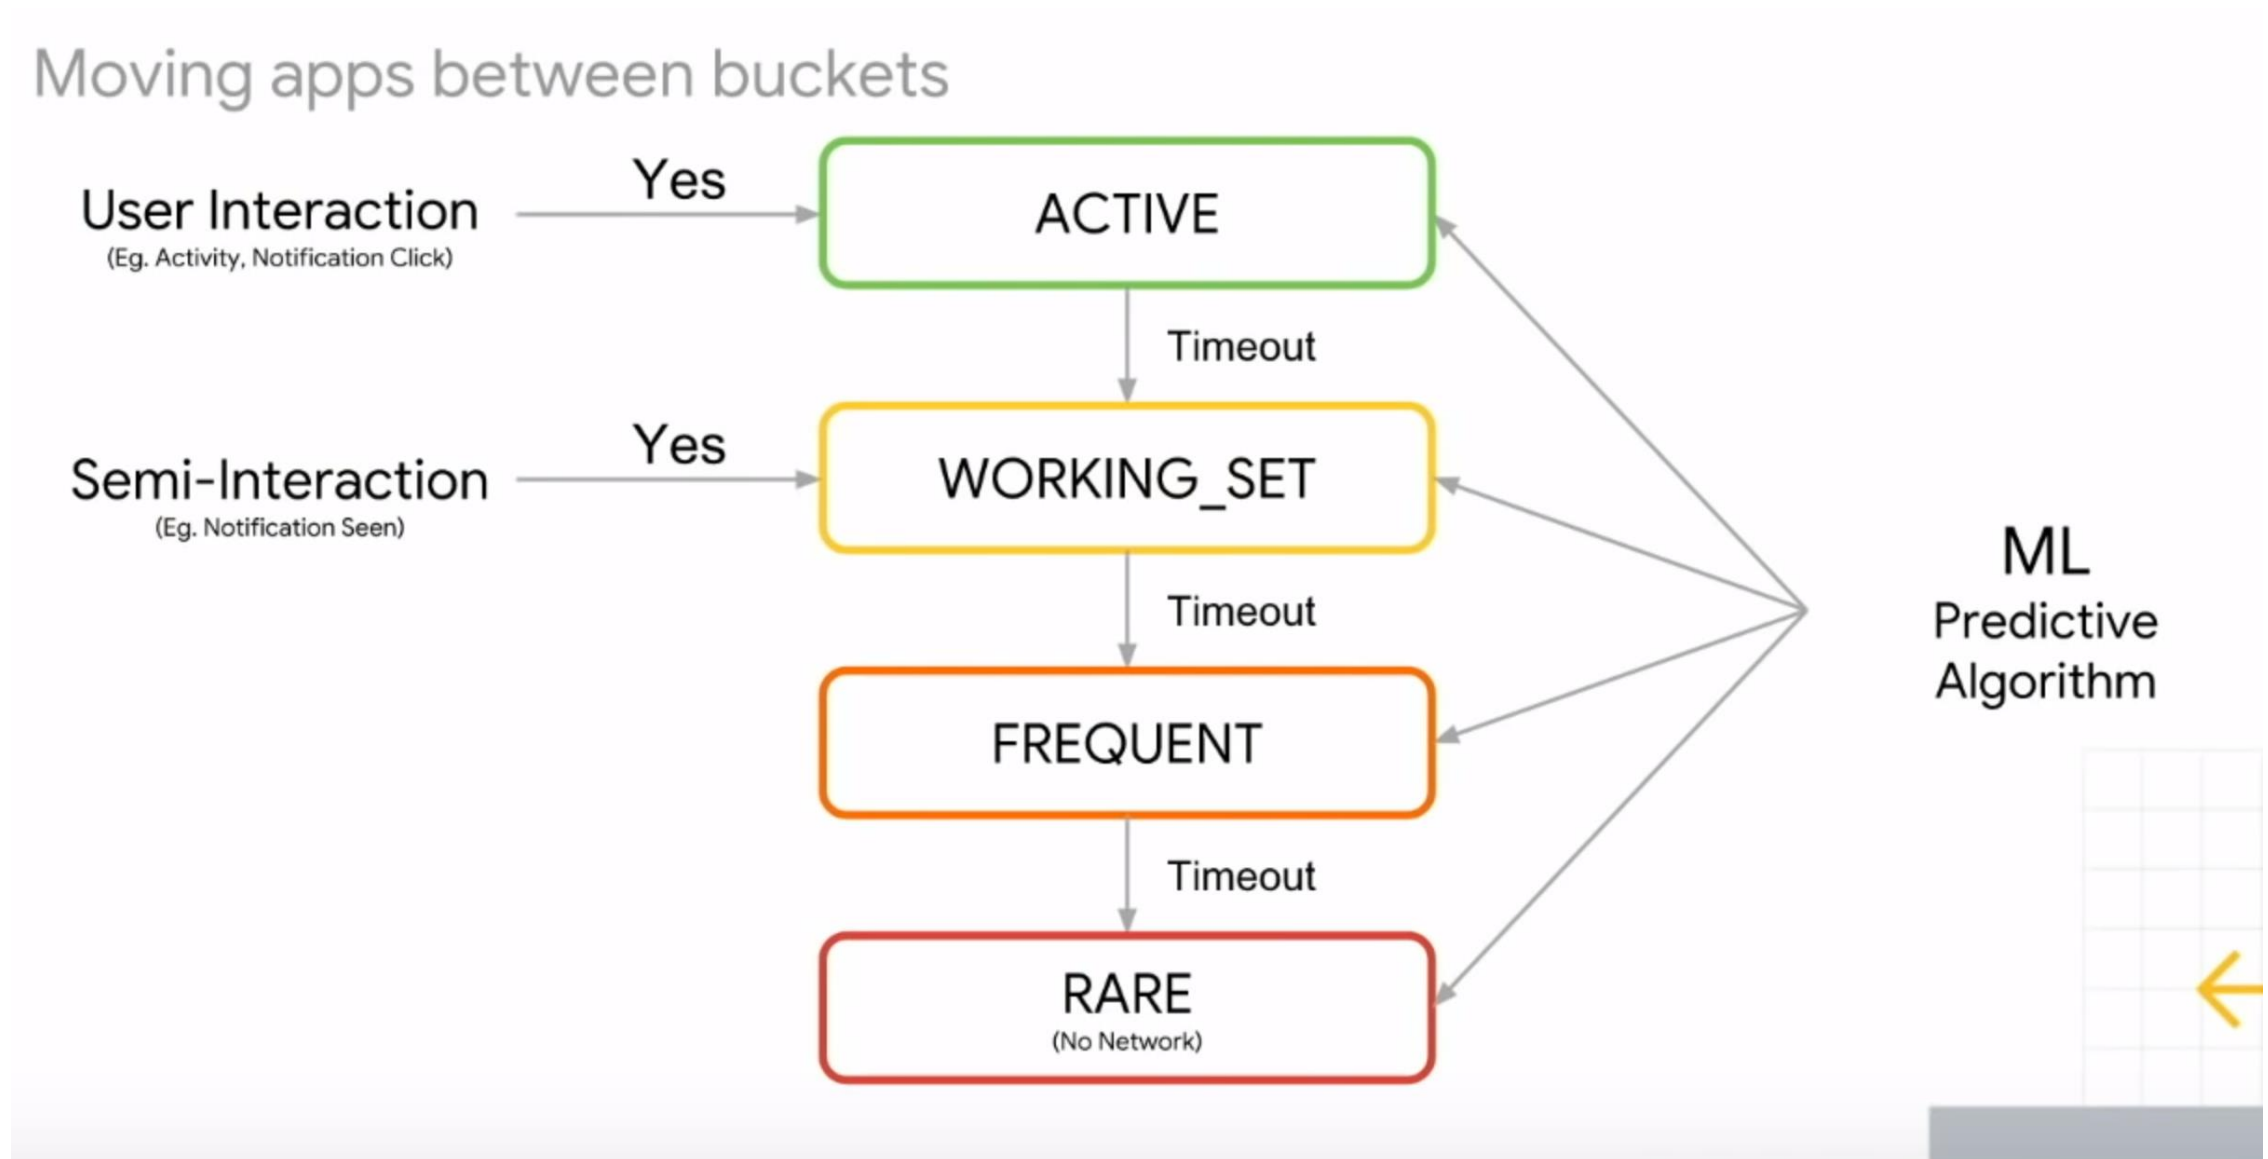 Moving apps between buckets
User Interaction
(Eg. Activity, Notification Click)
Yes
ACTIVE
Timeout
Semi-Interaction
(Eg. Notification Seen)
Yes
WORKING_SET
Timeout
FREQUENT
Timeout
RARE
(No Network)
ML
Predictive
Algorithm